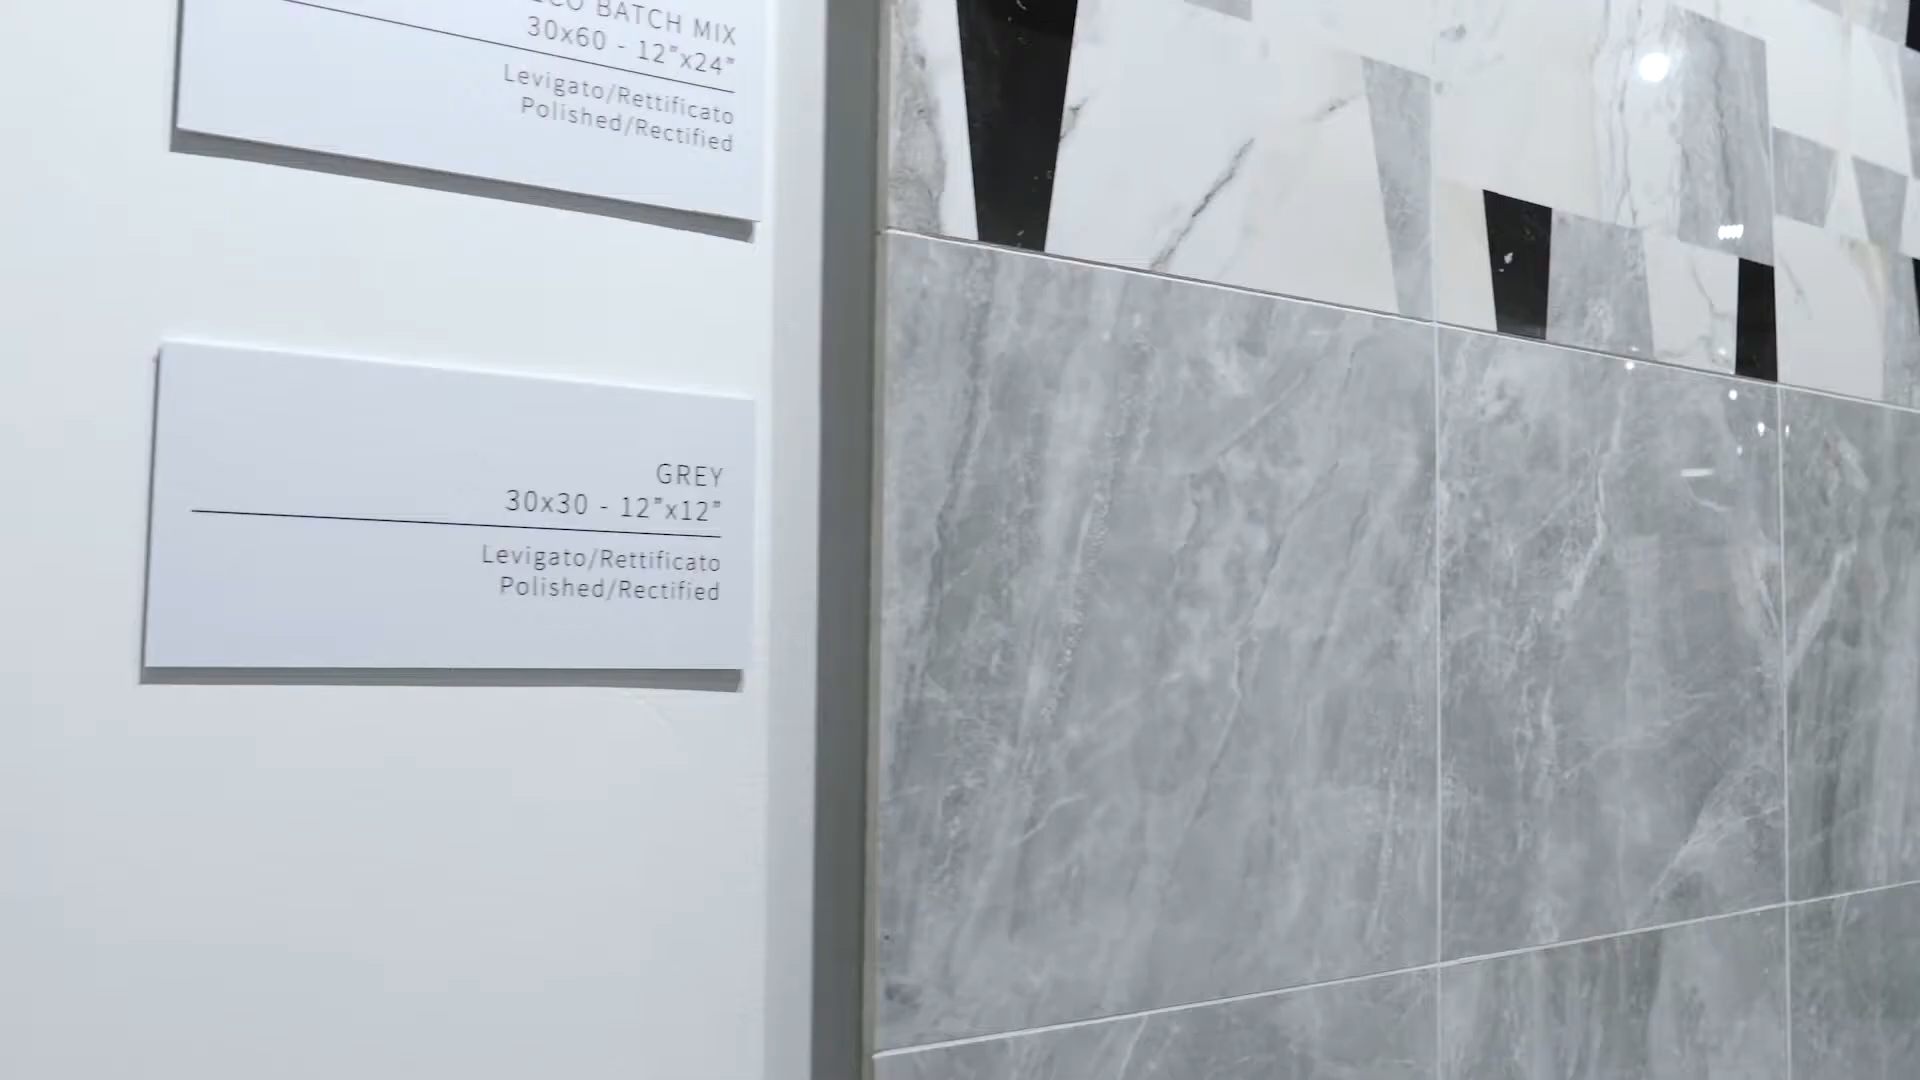 BATCH MIX
30x60 - 12"x24"
Levigato/Rettificato
Polished/Rectified
GREY
30x30 - 12"x12"
Levigato/Rettificato
Polished/Rectified